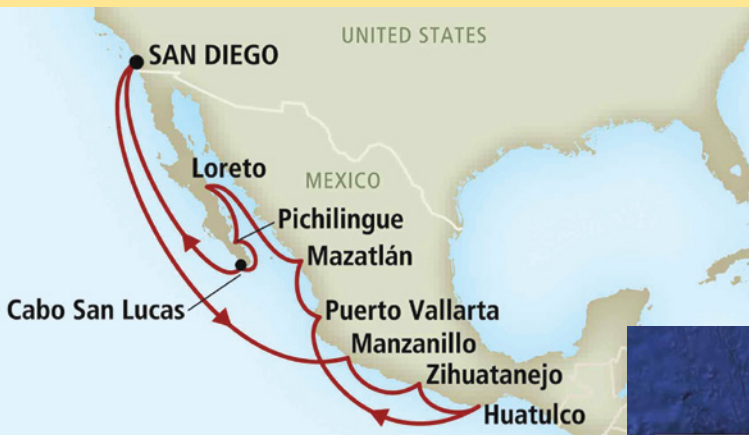 UNITED STATES
SAN DIEGO
Loreto
MEXICO
Pichilingue
Mazatlán
Cabo San Lucas
Puerto Vallarta
Manzanillo
Zihuatanejo
Huatulco